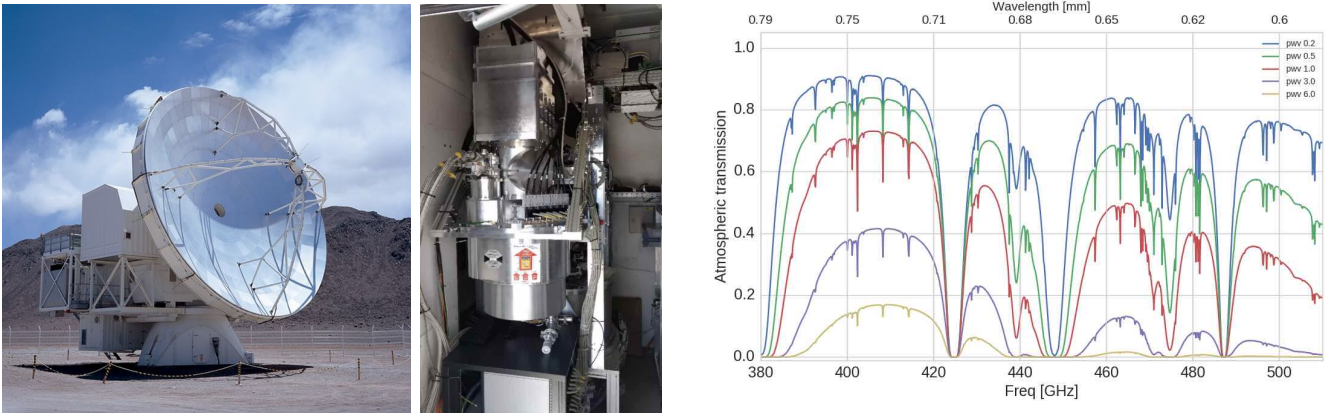 Wavelength [mm]
0.79 0.75 0.71 0.68 0.65 0.62 0.6
1.0
0.8
0.6
0.4
0.2
0.0
Atmospheric transmission
pwv 0.2
pwv 0.5
pwv 1.0
pwv 3.0
pwv 6.0
380 400 420 440 460 480 500
Freq [GHz]